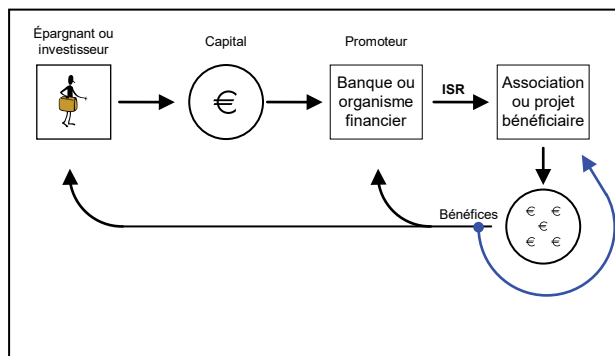 Épargnant ou
investisseur
Capital
Promoteur
€
Banque ou
organisme
financier
ISR
Association
ou projet
bénéficiaire
Bénéfices
€ €
€
€ €